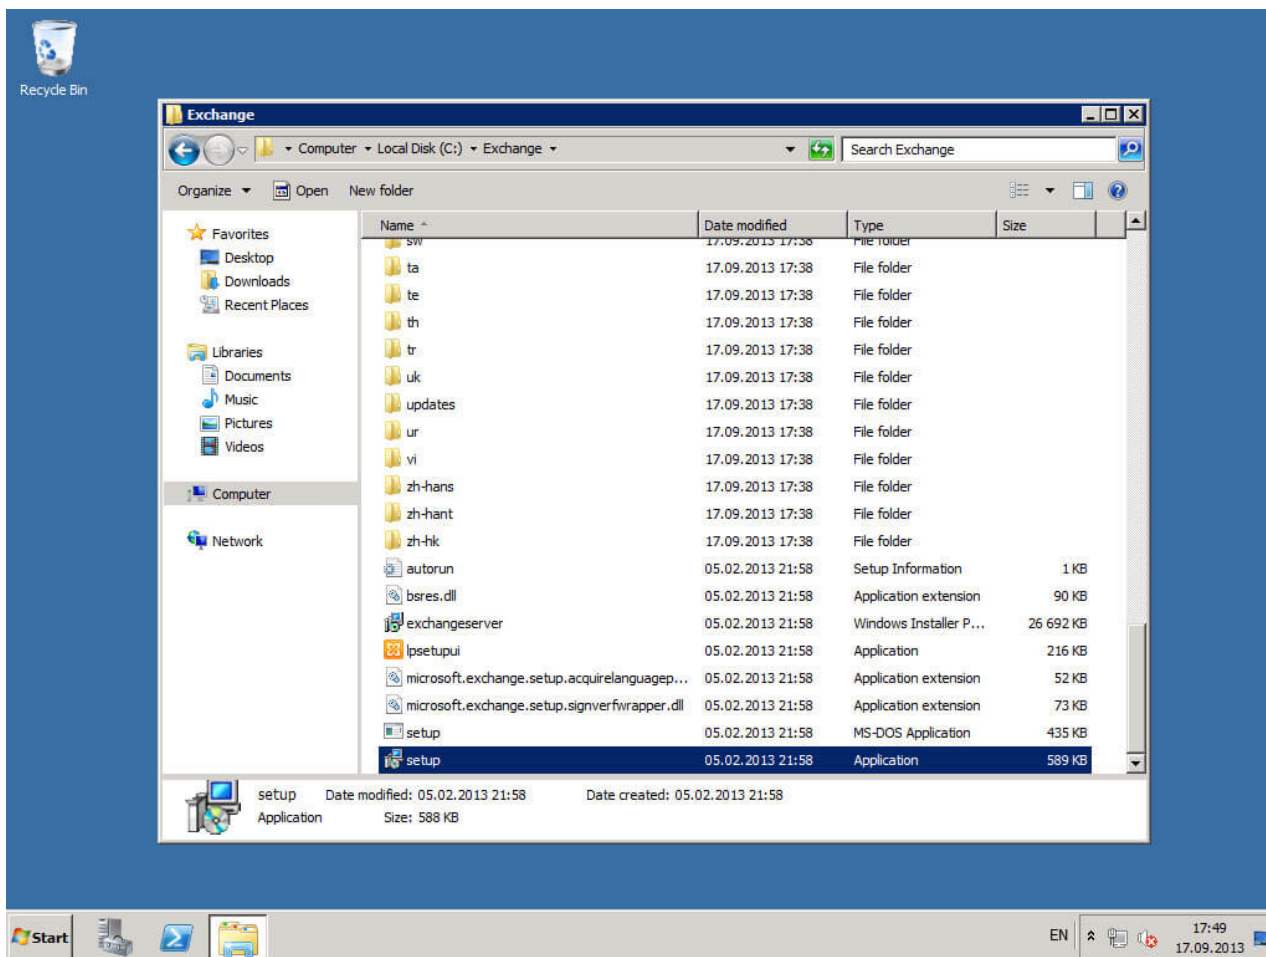 Recycle Bin
Exchange
Computer Local Disk (C:) Exchange
Search Exchange
Organize Open New folder
Name Date modified Type Size
Favorites
Desktop
Downloads
Recent Places
Libraries
Documents
Music
Pictures
Videos
Computer
Network
sw 17.09.2013 17:38 File folder
ta 17.09.2013 17:38 File folder
te 17.09.2013 17:38 File folder
th 17.09.2013 17:38 File folder
tr 17.09.2013 17:38 File folder
uk 17.09.2013 17:38 File folder
updates 17.09.2013 17:38 File folder
ur 17.09.2013 17:38 File folder
vi 17.09.2013 17:38 File folder
zh-hans 17.09.2013 17:38 File folder
zh-hant 17.09.2013 17:38 File folder
zh-hk 17.09.2013 17:38 File folder
autorun 05.02.2013 21:58 Setup Information 1 KB
bsres.dll 05.02.2013 21:58 Application extension 90 KB
exchangeserver 05.02.2013 21:58 Windows Installer P... 26 692 KB
lpsetupui 05.02.2013 21:58 Application 216 KB
microsoft.exchange.setup.acquirelanguagep... 05.02.2013 21:58 Application extension 52 KB
microsoft.exchange.setup.signverfwrapper.dll 05.02.2013 21:58 Application extension 73 KB
setup 05.02.2013 21:58 MS-DOS Application 435 KB
setup 05.02.2013 21:58 Application 589 KB
setup Date modified: 05.02.2013 21:58 Date created: 05.02.2013 21:58
Application Size: 588 KB
Start
EN
17:49
17.09.2013